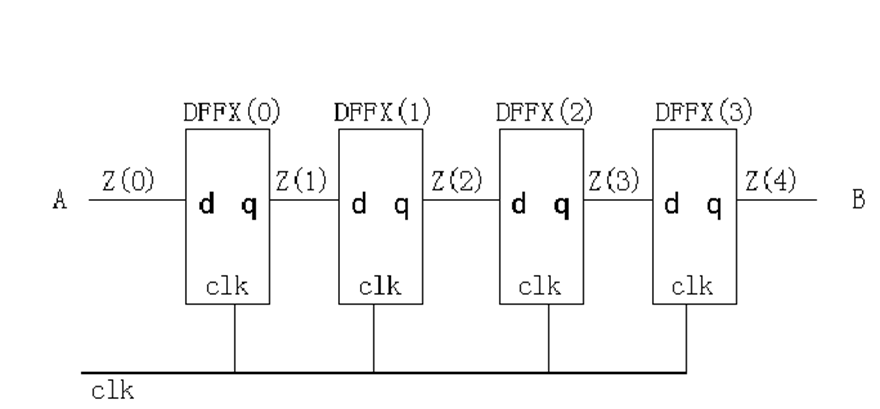 DFFX(0) DFFX(1) DFFX(2) DFFX(3)
A Z(0) Z(1) Z(2) Z(3) Z(4) B
d q d q d q d q
clk clk clk clk
clk